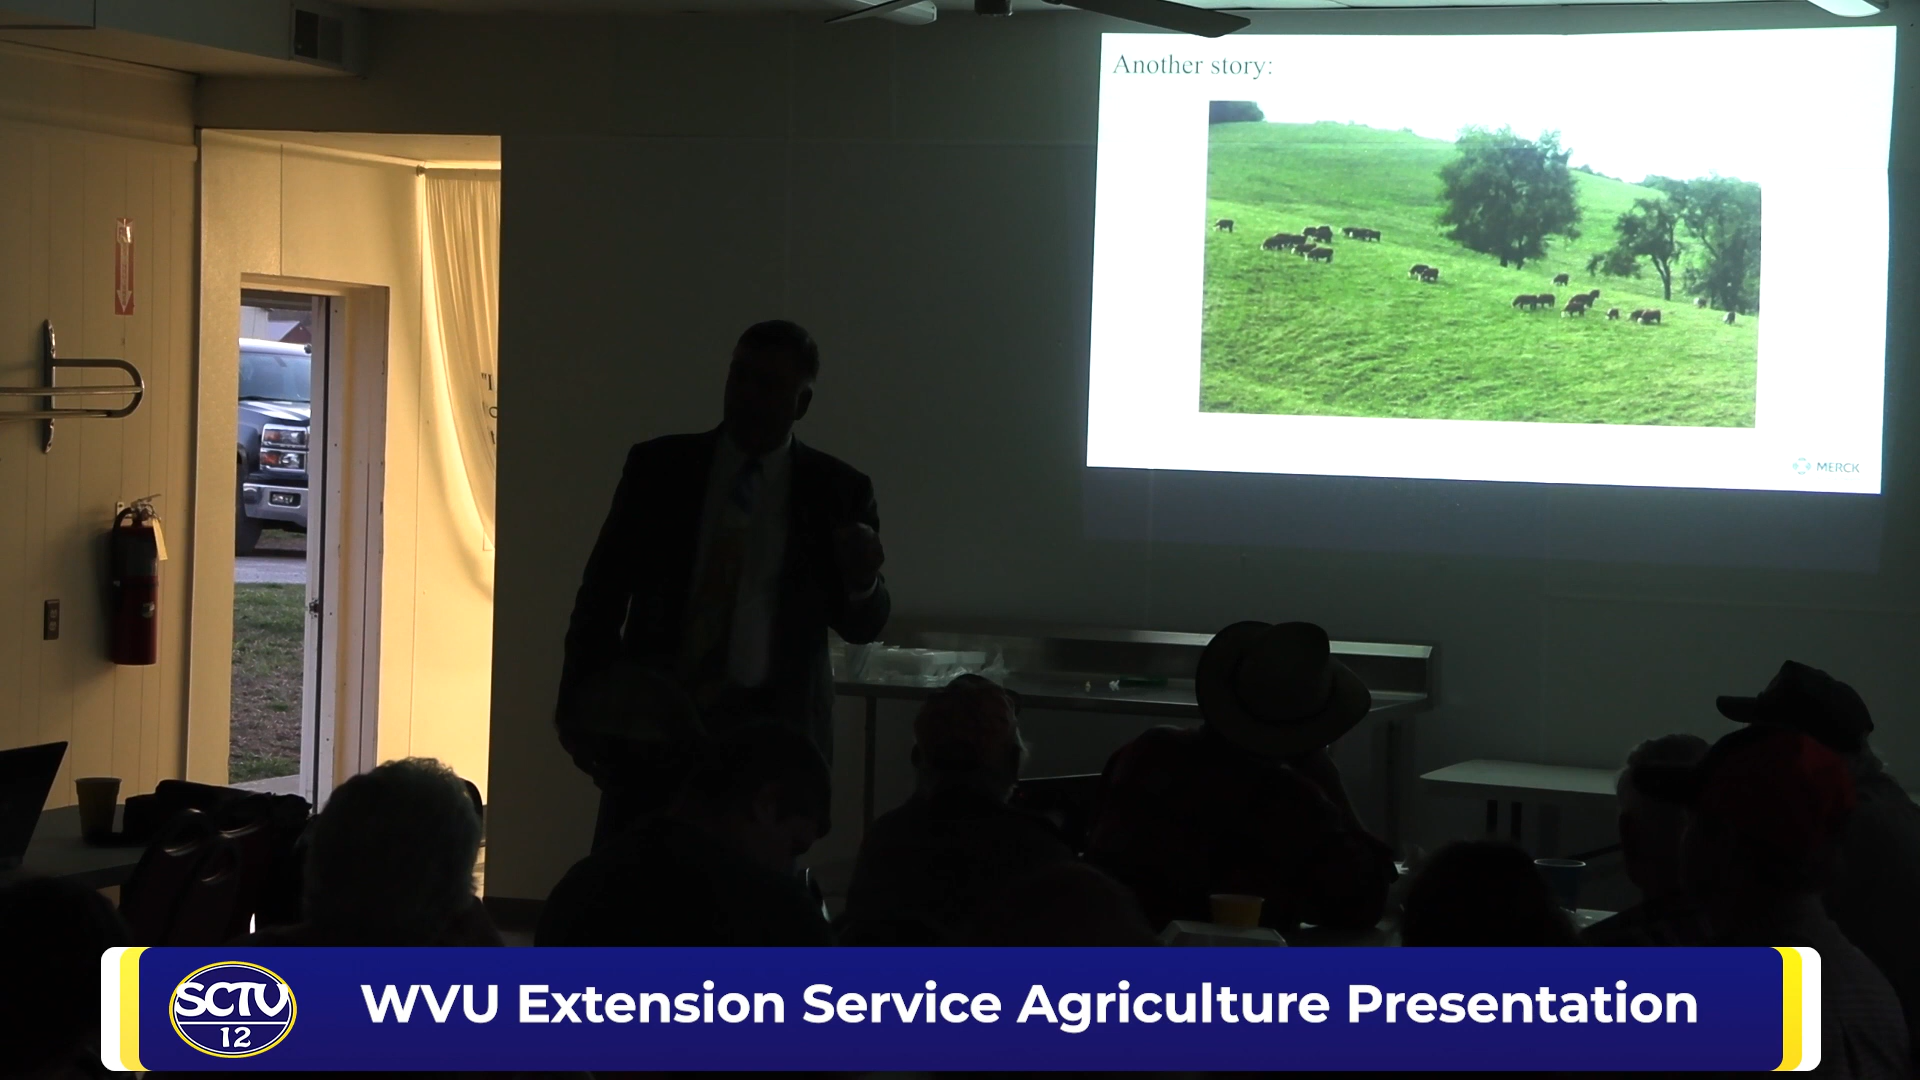 Another story:
MERCK
SCTV
12
WVU Extension Service Agriculture Presentation